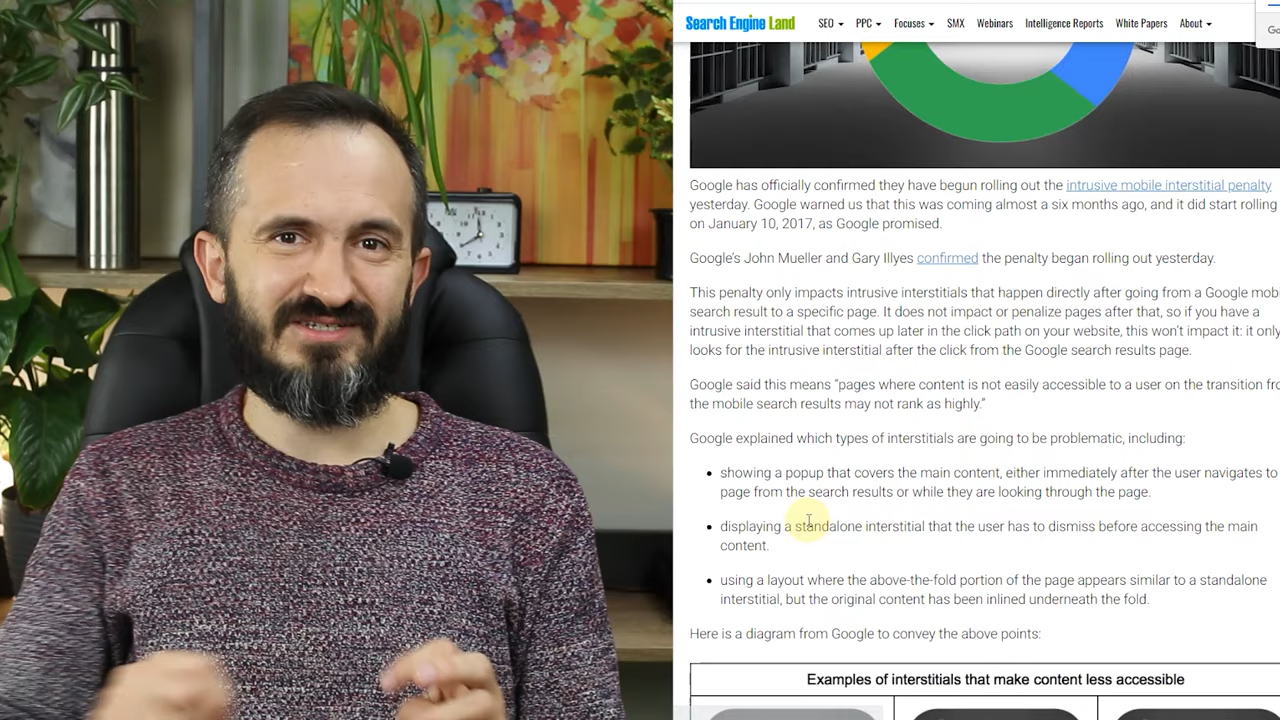 Search Engine Land
SEO PPC Focuses SMX Webinars Intelligence Reports White Papers About
Google has officially confirmed they have begun rolling out the intrusive mobile interstitial penalty
yesterday. Google warned us that this was coming almost a six months ago, and it did start rolling
on January 10, 2017, as Google promised.
Google's John Mueller and Gary Illyes confirmed the penalty began rolling out yesterday.
This penalty only impacts intrusive interstitials that happen directly after going from a Google mobi
search result to a specific page. It does not impact or penalize pages after that, so if you have a
intrusive interstitial that comes up later in the click path on your website, this won't impact it: it only
looks for the intrusive interstitial after the click from the Google search results page.
Google said this means “pages where content is not easily accessible to a user on the transition fro
the mobile search results may not rank as highly.”
Google explained which types of interstitials are going to be problematic, including:
• showing a popup that covers the main content, either immediately after the user navigates to
page from the search results or while they are looking through the page.
• displaying a standalone interstitial that the user has to dismiss before accessing the main
content.
• using a layout where the above-the-fold portion of the page appears similar to a standalone
interstitial, but the original content has been inlined underneath the fold.
Here is a diagram from Google to convey the above points:
Examples of interstitials that make content less accessible